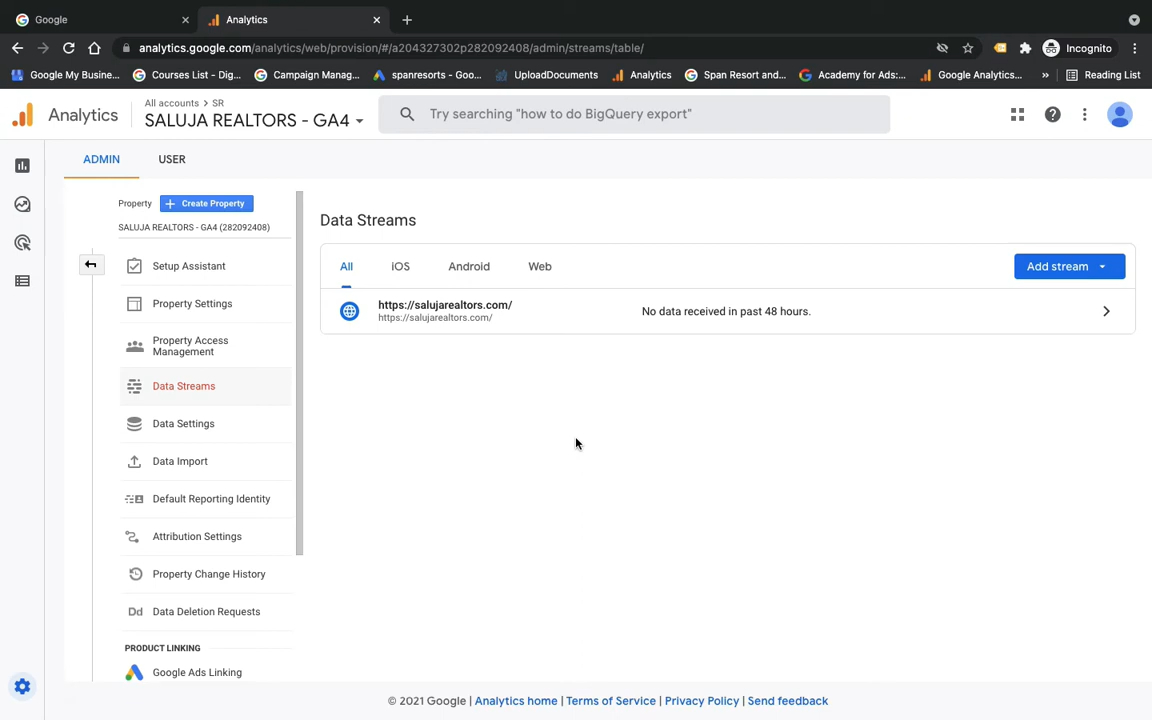 Google
Analytics
analytics.google.com/analytics/web/provision/#/a204327302p282092408/admin/streams/table/
Incognito
Google My Busine...
Courses List - Dig...
Campaign Manag...
spanresorts - Goo...
UploadDocuments
Analytics
Span Resort and...
Academy for Ads:...
Google Analytics...
»
Reading List
Analytics
All accounts > SR
SALUJA REALTORS - GA4
Try searching "how to do BigQuery export"
ADMIN
USER
Property
+ Create Property
SALUJA REALTORS - GA4 (282092408)
Setup Assistant
Property Settings
Property Access
Management
Data Streams
Data Settings
Data Import
Default Reporting Identity
Attribution Settings
Property Change History
Dd Data Deletion Requests
PRODUCT LINKING
Google Ads Linking
Data Streams
All
iOS
Android
Web
Add stream
https://salujarealtors.com/
https://salujarealtors.com/
No data received in past 48 hours.
© 2021 Google | Analytics home | Terms of Service | Privacy Policy | Send feedback